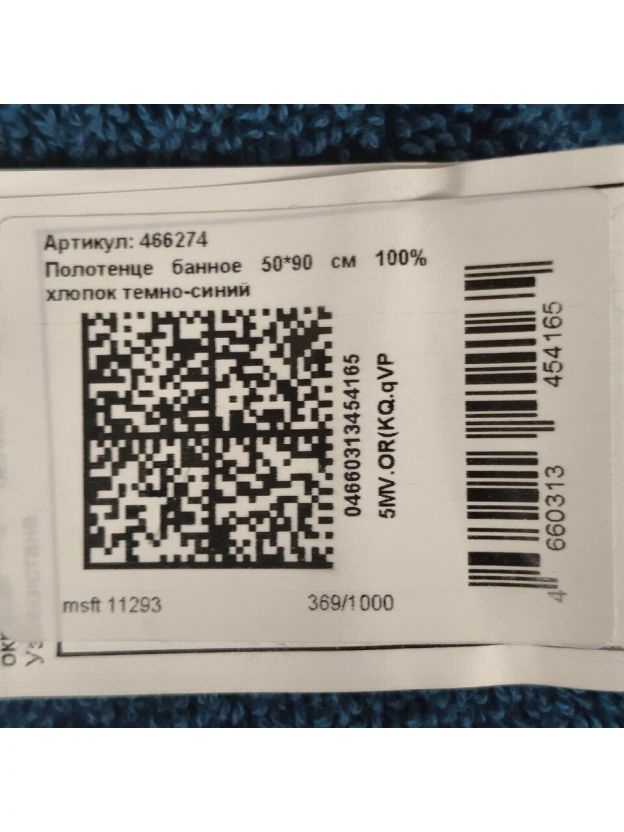 Артикул: 466274
Полотенце банное 50*90 см 100%
хлопок темно-синий
04660313454165
5MV.OR(KQ.qVP
4 660313 454165
msft 11293
369/1000